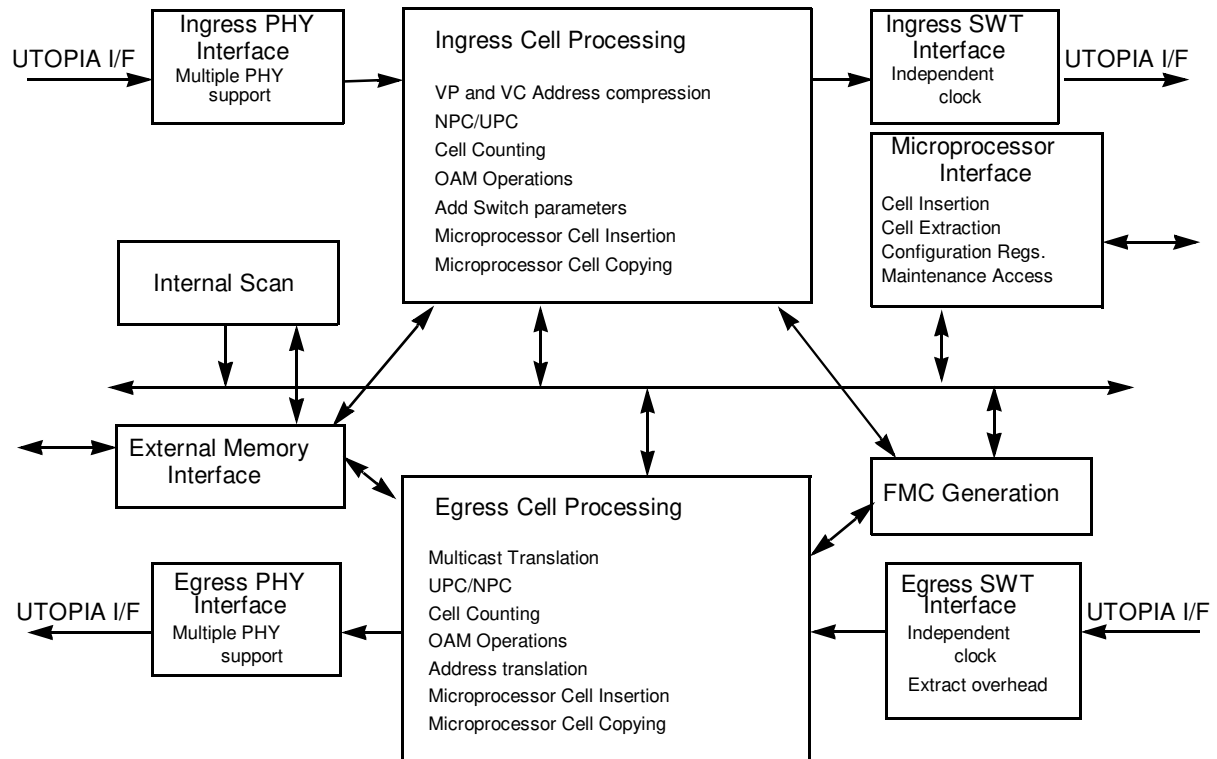 Ingress PHY
Interface
Multiple PHY
support
UTOPIA I/F
Ingress Cell Processing
VP and VC Address compression
NPC/UPC
Cell Counting
OAM Operations
Add Switch parameters
Microprocessor Cell Insertion
Microprocessor Cell Copying
Ingress SWT
Interface
Independent
clock
UTOPIA I/F
Microprocessor
Interface
Cell Insertion
Cell Extraction
Configuration Regs.
Maintenance Access
Internal Scan
External Memory
Interface
FMC Generation
Egress Cell Processing
Multicast Translation
UPC/NPC
Cell Counting
OAM Operations
Address translation
Microprocessor Cell Insertion
Microprocessor Cell Copying
Egress PHY
Interface
Multiple PHY
support
UTOPIA I/F
Egress SWT
Interface
Independent
clock
Extract overhead
UTOPIA I/F